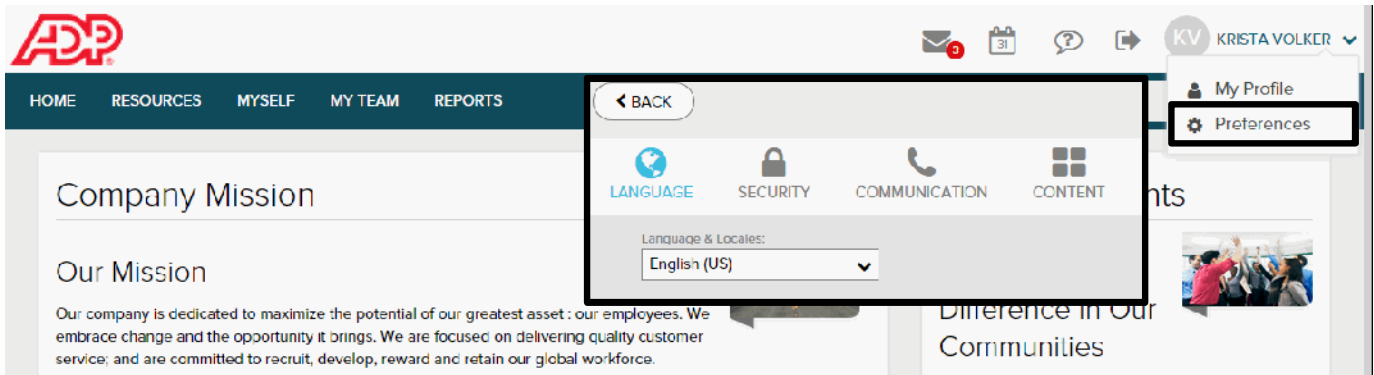 ADP
31
3
KV
KRISTA VOLKER
My Profile
Preferences
HOME
RESOURCES
MYSELF
MY TEAM
REPORTS
BACK
LANGUAGE
SECURITY
COMMUNICATION
CONTENT
Language & Locales:
English (US)
Company Mission
Our Mission
Our company is dedicated to maximize the potential of our greatest asset : our employees. We
embrace change and the opportunity it brings. We are focused on delivering quality customer
service; and are committed to recruit, develop, reward and retain our global workforce.
nts
Difference in Our
Communities